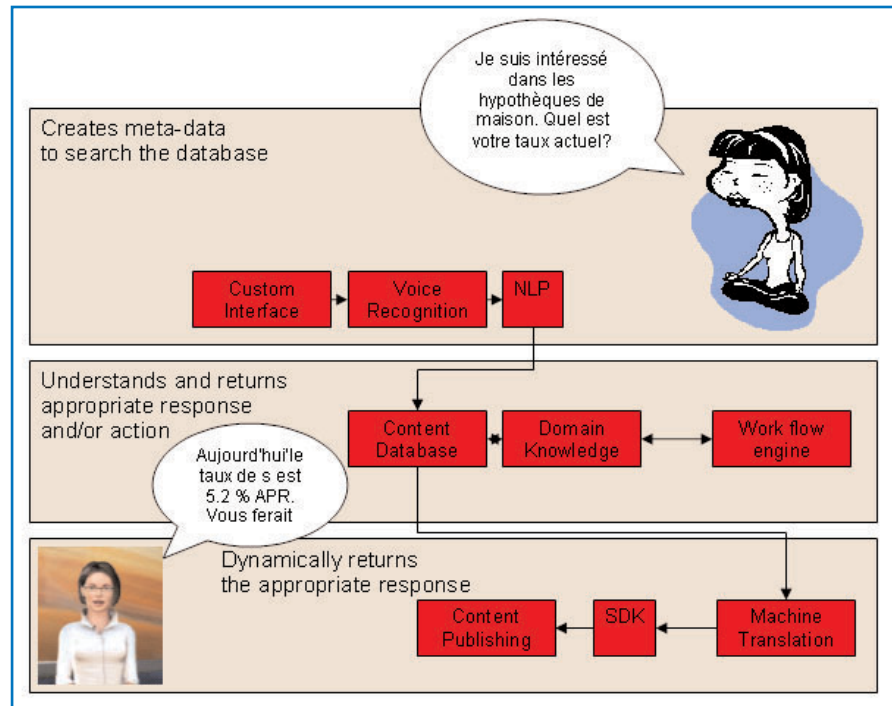 Je suis intéressé
dans les
hypothèques de
maison. Quel est
votre taux actuel?
Creates meta-data
to search the database
Custom
Interface
Voice
Recognition
NLP
Understands and returns
appropriate response
and/or action
Content
Database
Domain
Knowledge
Work flow
engine
Aujourd'hui'le
taux de s est
5.2 % APR.
Vous ferait
Dynamically returns
the appropriate response
Content
Publishing
SDK
Machine
Translation